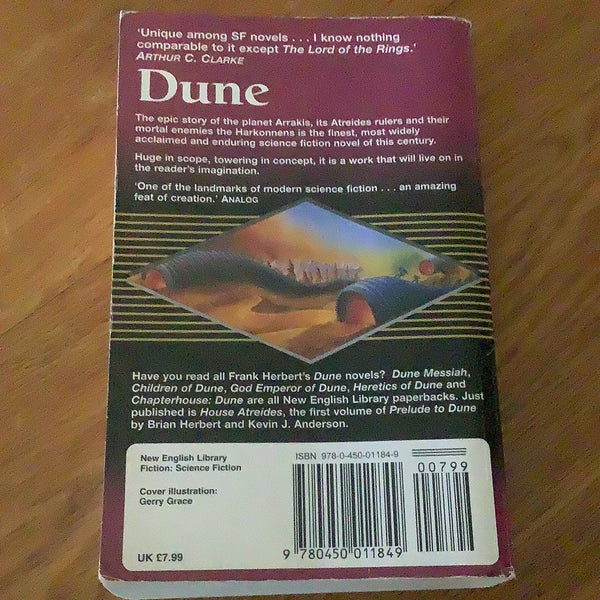 'Unique among SF novels . . . I know nothing
comparable to it except The Lord of the Rings.'
ARTHUR C. CLARKE
Dune
The epic story of the planet Arrakis, its Atreides rulers and their
mortal enemies the Harkonnens is the finest, most widely
acclaimed and enduring science fiction novel of this century.
Huge in scope, towering in concept, it is a work that will live on in
the reader's imagination.
'One of the landmarks of modern science fiction . . . an amazing
feat of creation.' ANALOG
Have you read all Frank Herbert's Dune novels? Dune Messiah,
Children of Dune, God Emperor of Dune, Heretics of Dune and
Chapterhouse: Dune are all New English Library paperbacks. Just
published is House Atreides, the first volume of Prelude to Dune
by Brian Herbert and Kevin J. Anderson.
New English Library
Fiction: Science Fiction
Cover illustration:
Gerry Grace
UK £7.99
ISBN 978-0-450-01184-9
00799
9 780450 011849